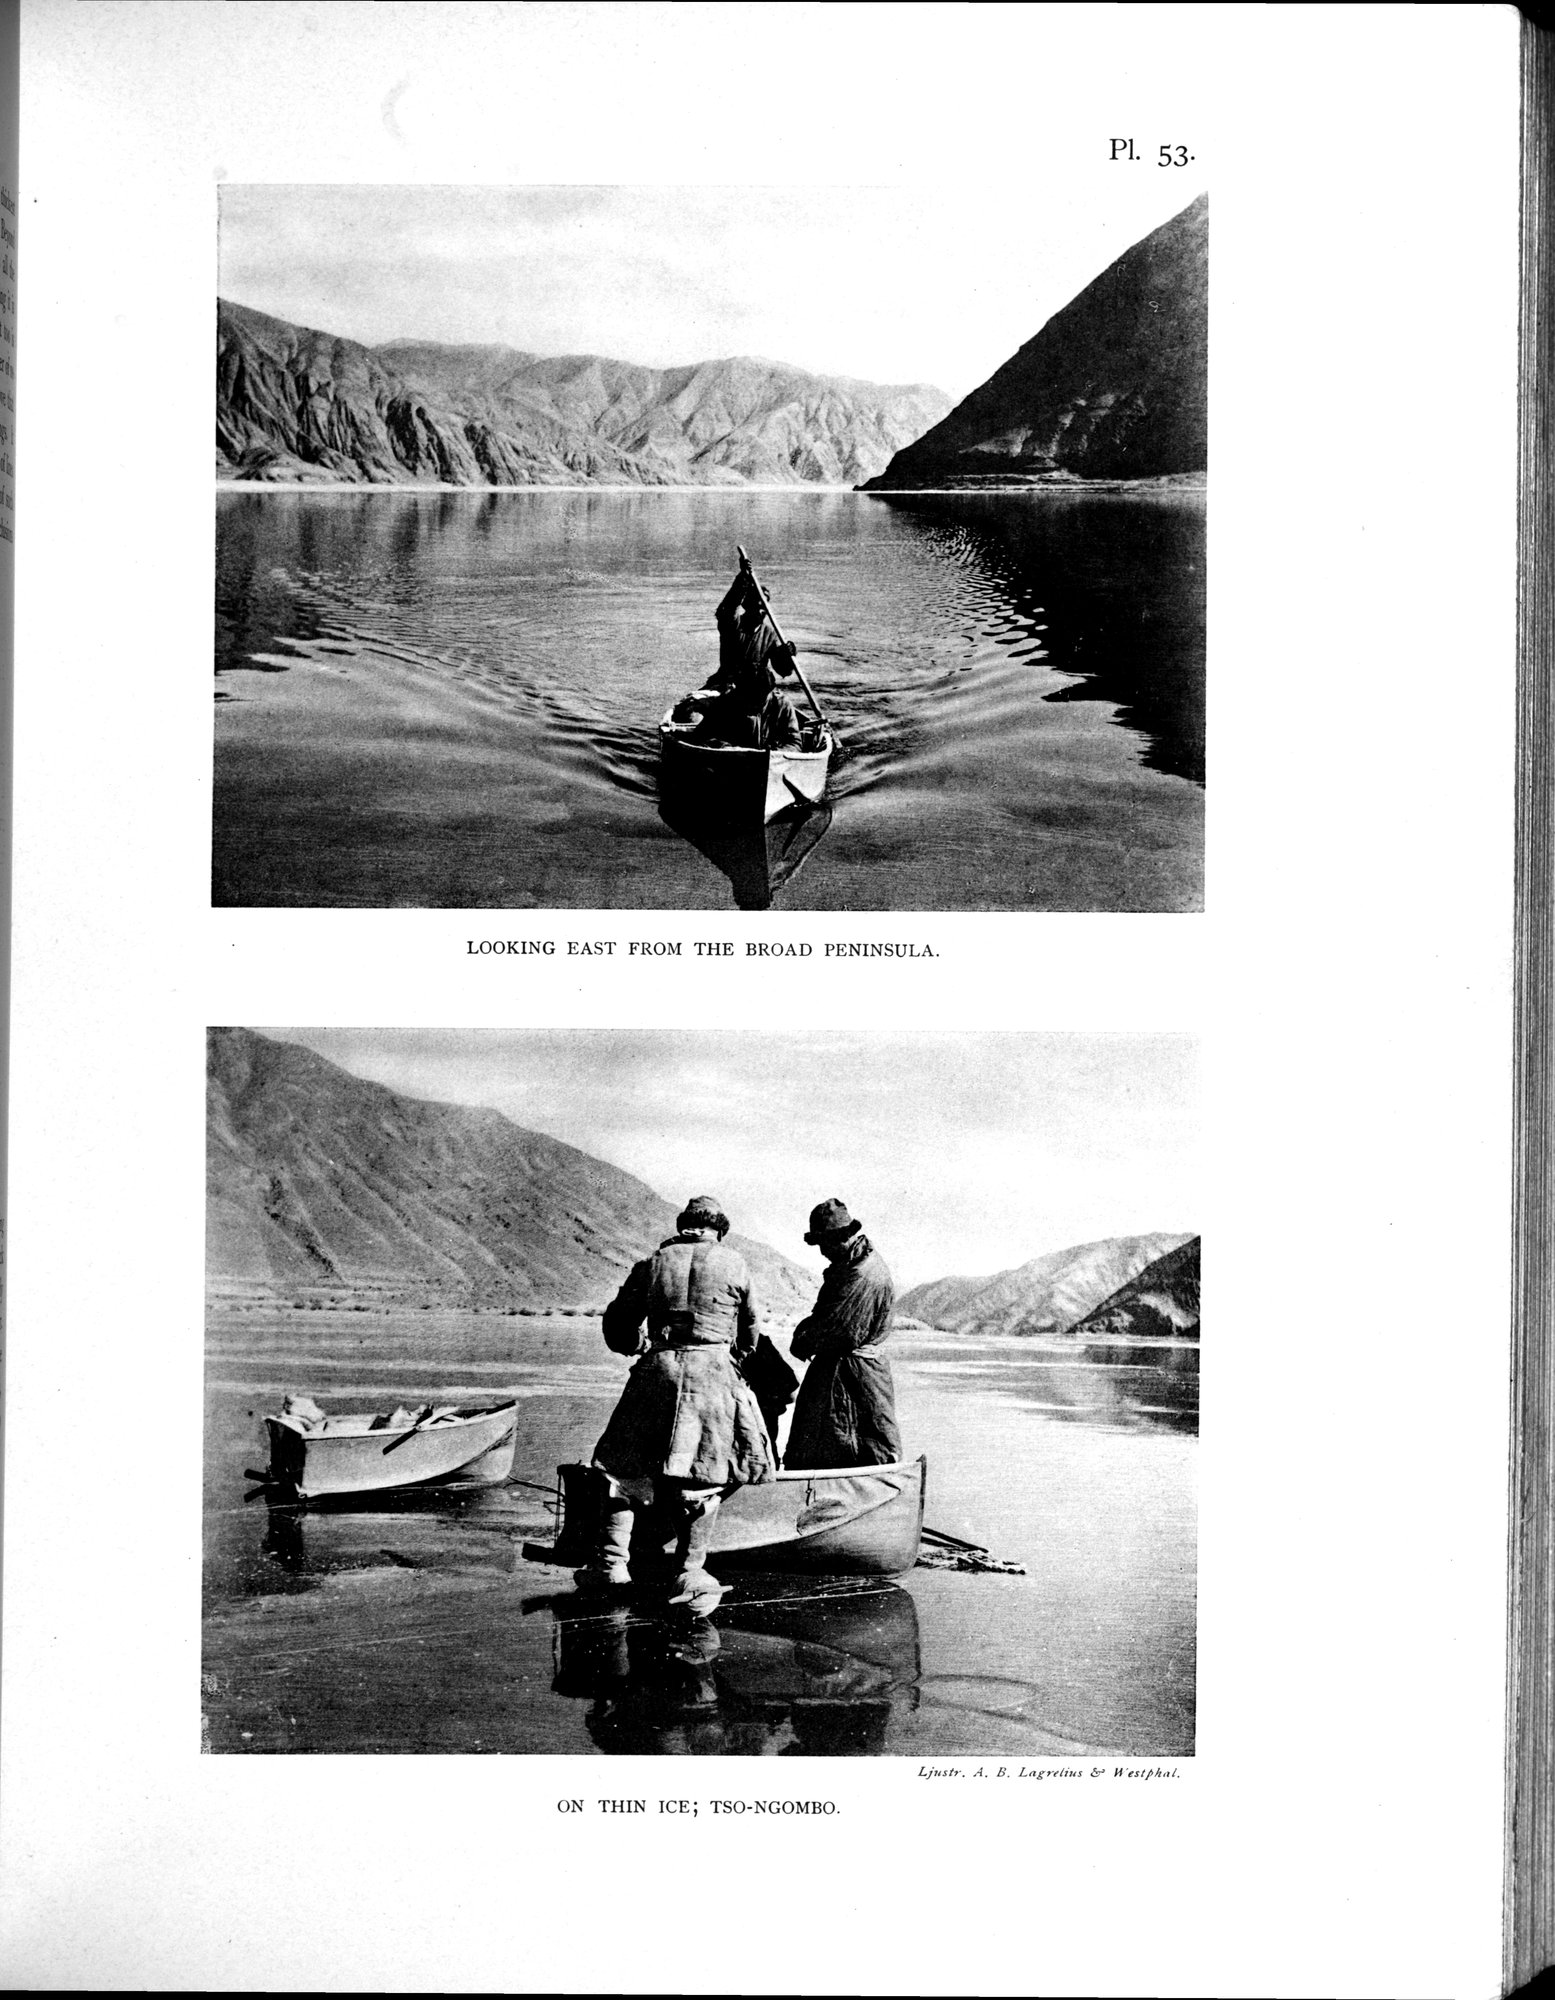 Pl. 53.
LOOKING EAST FROM THE BROAD PENINSULA.
Ljustr. A. B. Lagrelius & Westphal.
ON THIN ICE; TSO-NGOMBO.